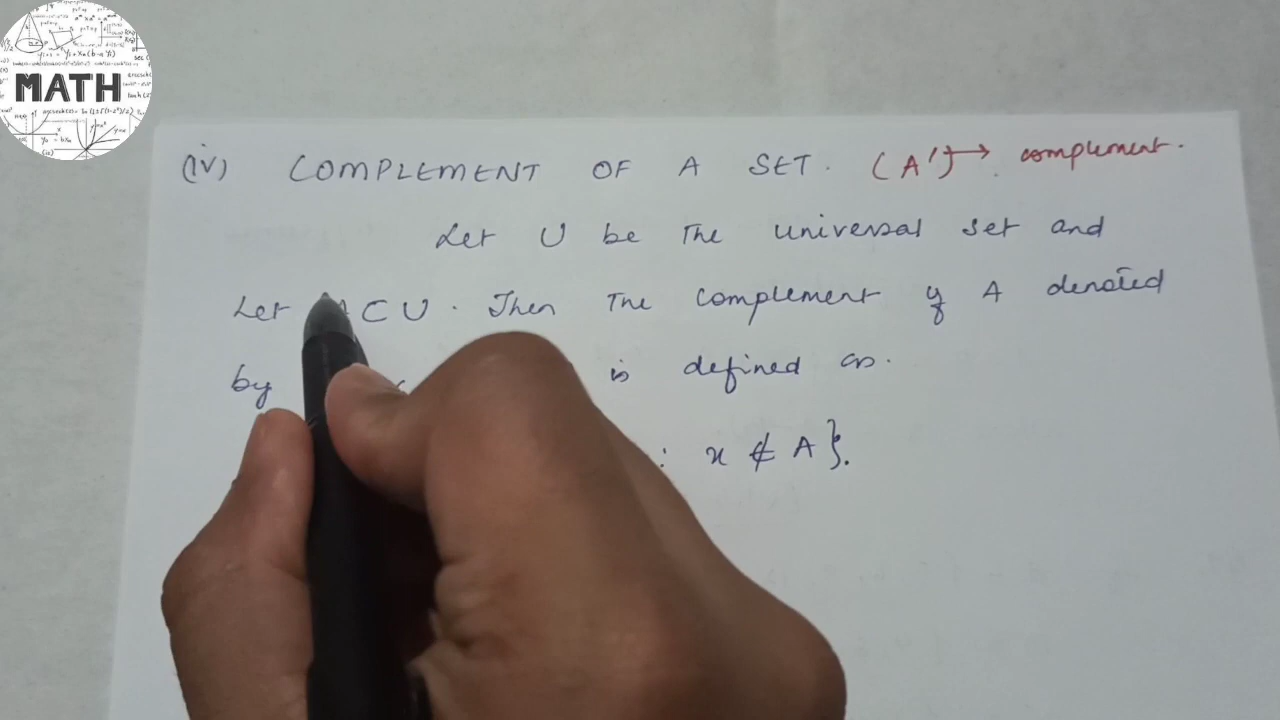 MATH
(iv) COMPLEMENT OF A SET. (A') → complement.
Let U be The universal set and
Let A ⊂ U. Then The complement of A denoted
by is defined as.
: x ∉ A}.